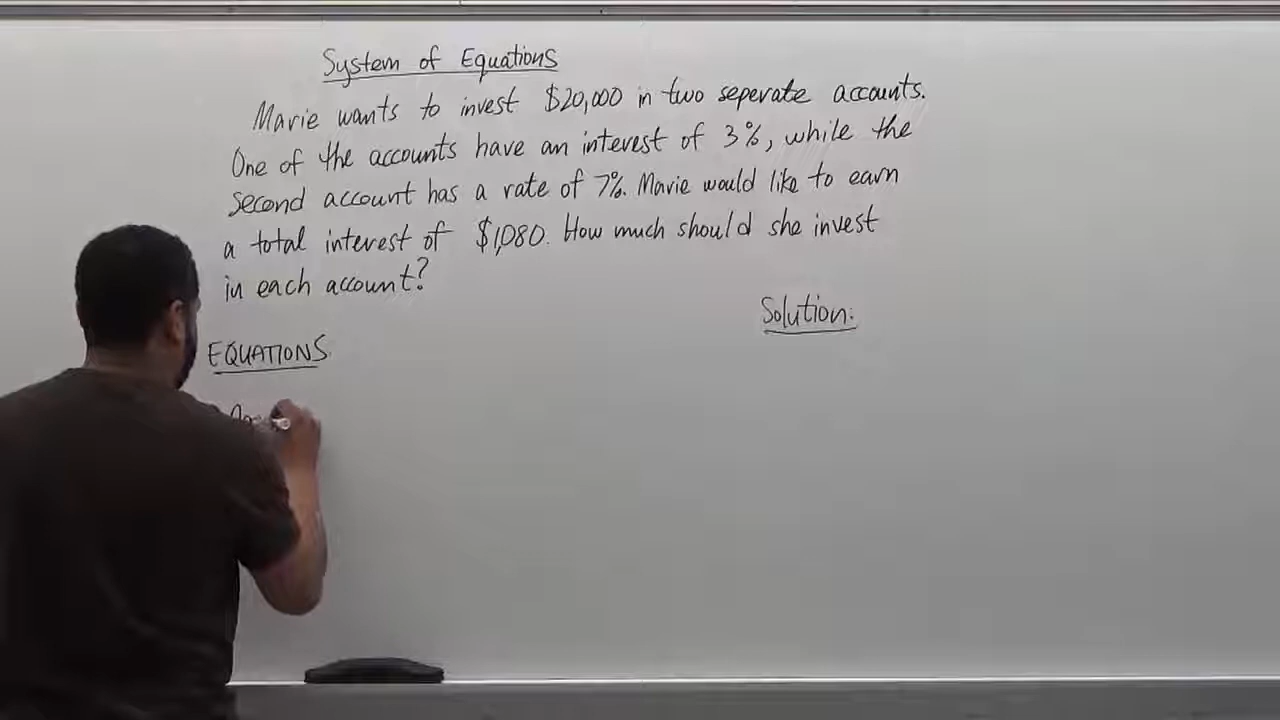 System of Equations
Marie wants to invest $20,000 in two seperate accounts.
One of the accounts have an interest of 3%, while the
second account has a rate of 7%. Marie would like to earn
a total interest of $1,080. How much should she invest
in each account?
Solution:
EQUATIONS